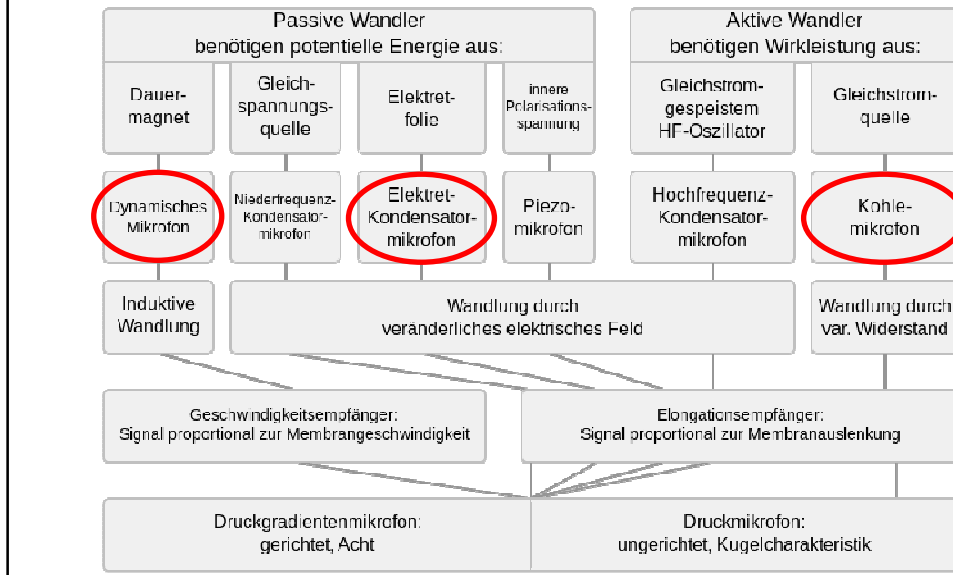 Passive Wandler
benötigen potentielle Energie aus:
Aktive Wandler
benötigen Wirkleistung aus:
Dauer-
magnet
Gleich-
spannungs-
quelle
Elektret-
folie
innere
Polarisations-
spannung
Gleichstrom-
gespeistem
HF-Oszillator
Gleichstrom-
quelle
Dynamisches
Mikrofon
Niederfrequenz-
Kondensator-
mikrofon
Elektret-
Kondensator-
mikrofon
Piezo-
mikrofon
Hochfrequenz-
Kondensator-
mikrofon
Kohle-
mikrofon
Induktive
Wandlung
Wandlung durch
veränderliches elektrisches Feld
Wandlung durch
var. Widerstand
Geschwindigkeitsempfänger:
Signal proportional zur Membrangeschwindigkeit
Elongationsempfänger:
Signal proportional zur Membranauslenkung
Druckgradientenmikrofon:
gerichtet, Acht
Druckmikrofon:
ungerichtet, Kugelcharakteristik